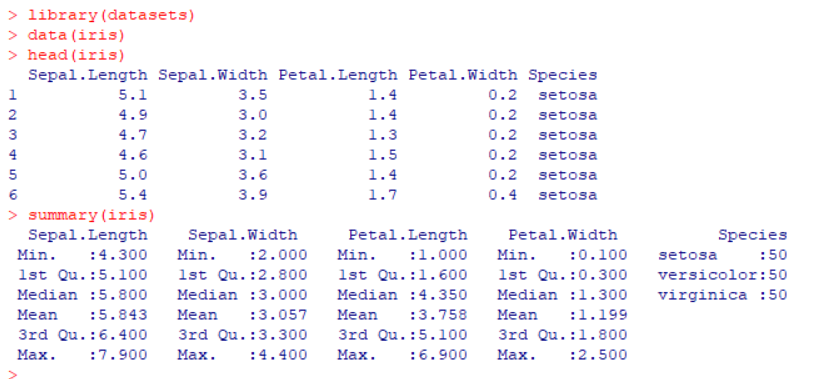 > library(datasets)
> data(iris)
> head(iris)
  Sepal.Length Sepal.Width Petal.Length Petal.Width Species
1          5.1         3.5          1.4         0.2  setosa
2          4.9         3.0          1.4         0.2  setosa
3          4.7         3.2          1.3         0.2  setosa
4          4.6         3.1          1.5         0.2  setosa
5          5.0         3.6          1.4         0.2  setosa
6          5.4         3.9          1.7         0.4  setosa
> summary(iris)
  Sepal.Length    Sepal.Width     Petal.Length    Petal.Width          Species
 Min.   :4.300   Min.   :2.000   Min.   :1.000   Min.   :0.100   setosa    :50
 1st Qu.:5.100   1st Qu.:2.800   1st Qu.:1.600   1st Qu.:0.300   versicolor:50
 Median :5.800   Median :3.000   Median :4.350   Median :1.300   virginica :50
 Mean   :5.843   Mean   :3.057   Mean   :3.758   Mean   :1.199
 3rd Qu.:6.400   3rd Qu.:3.300   3rd Qu.:5.100   3rd Qu.:1.800
 Max.   :7.900   Max.   :4.400   Max.   :6.900   Max.   :2.500
>